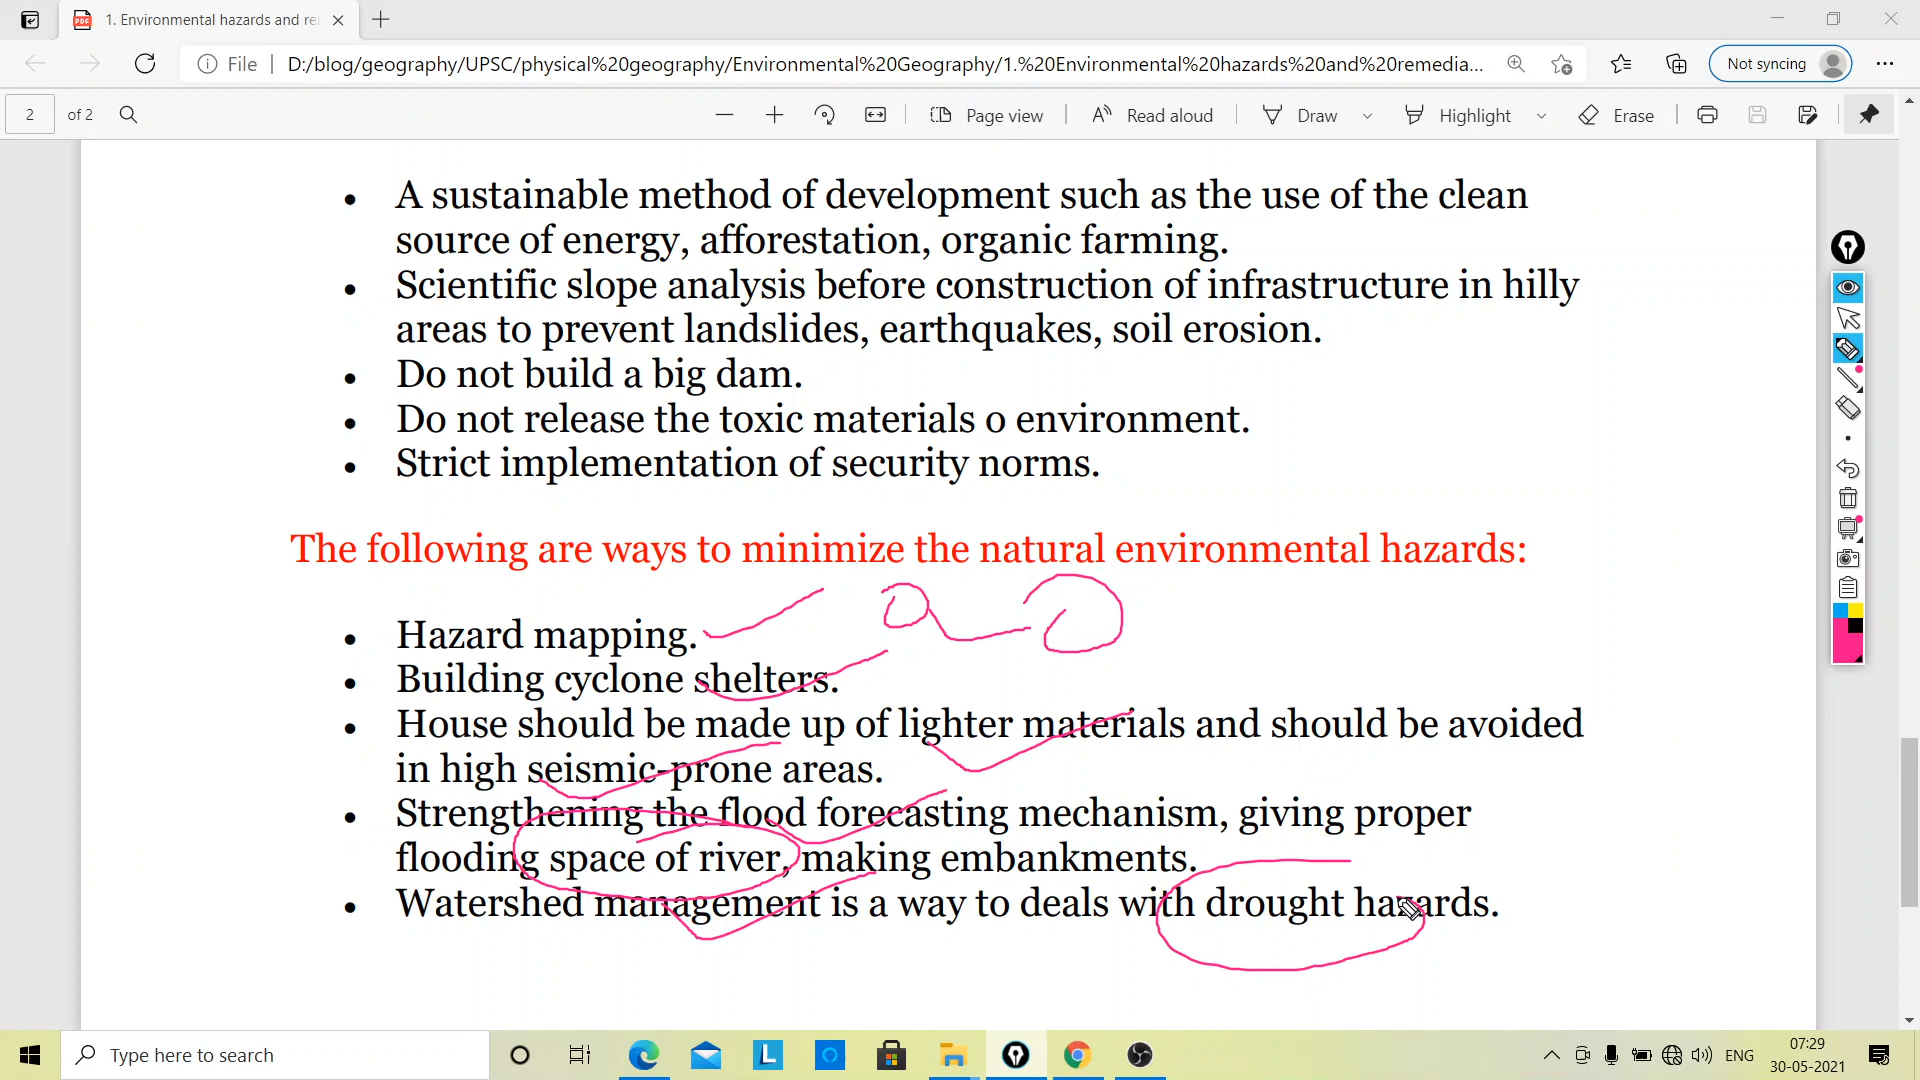 1. Environmental hazards and re
File
D:/blog/geography/UPSC/physical%20geography/Environmental%20Geography/1.%20Environmental%20hazards%20and%20remedia...
Not syncing
2 of 2
Page view
Read aloud
Draw
Highlight
Erase
• A sustainable method of development such as the use of the clean
source of energy, afforestation, organic farming.
• Scientific slope analysis before construction of infrastructure in hilly
areas to prevent landslides, earthquakes, soil erosion.
• Do not build a big dam.
• Do not release the toxic materials o environment.
• Strict implementation of security norms.
The following are ways to minimize the natural environmental hazards:
• Hazard mapping.
• Building cyclone shelters.
• House should be made up of lighter materials and should be avoided
in high seismic-prone areas.
• Strengthening the flood forecasting mechanism, giving proper
flooding space of river, making embankments.
• Watershed management is a way to deals with drought hazards.
Type here to search
ENG
07:29
30-05-2021